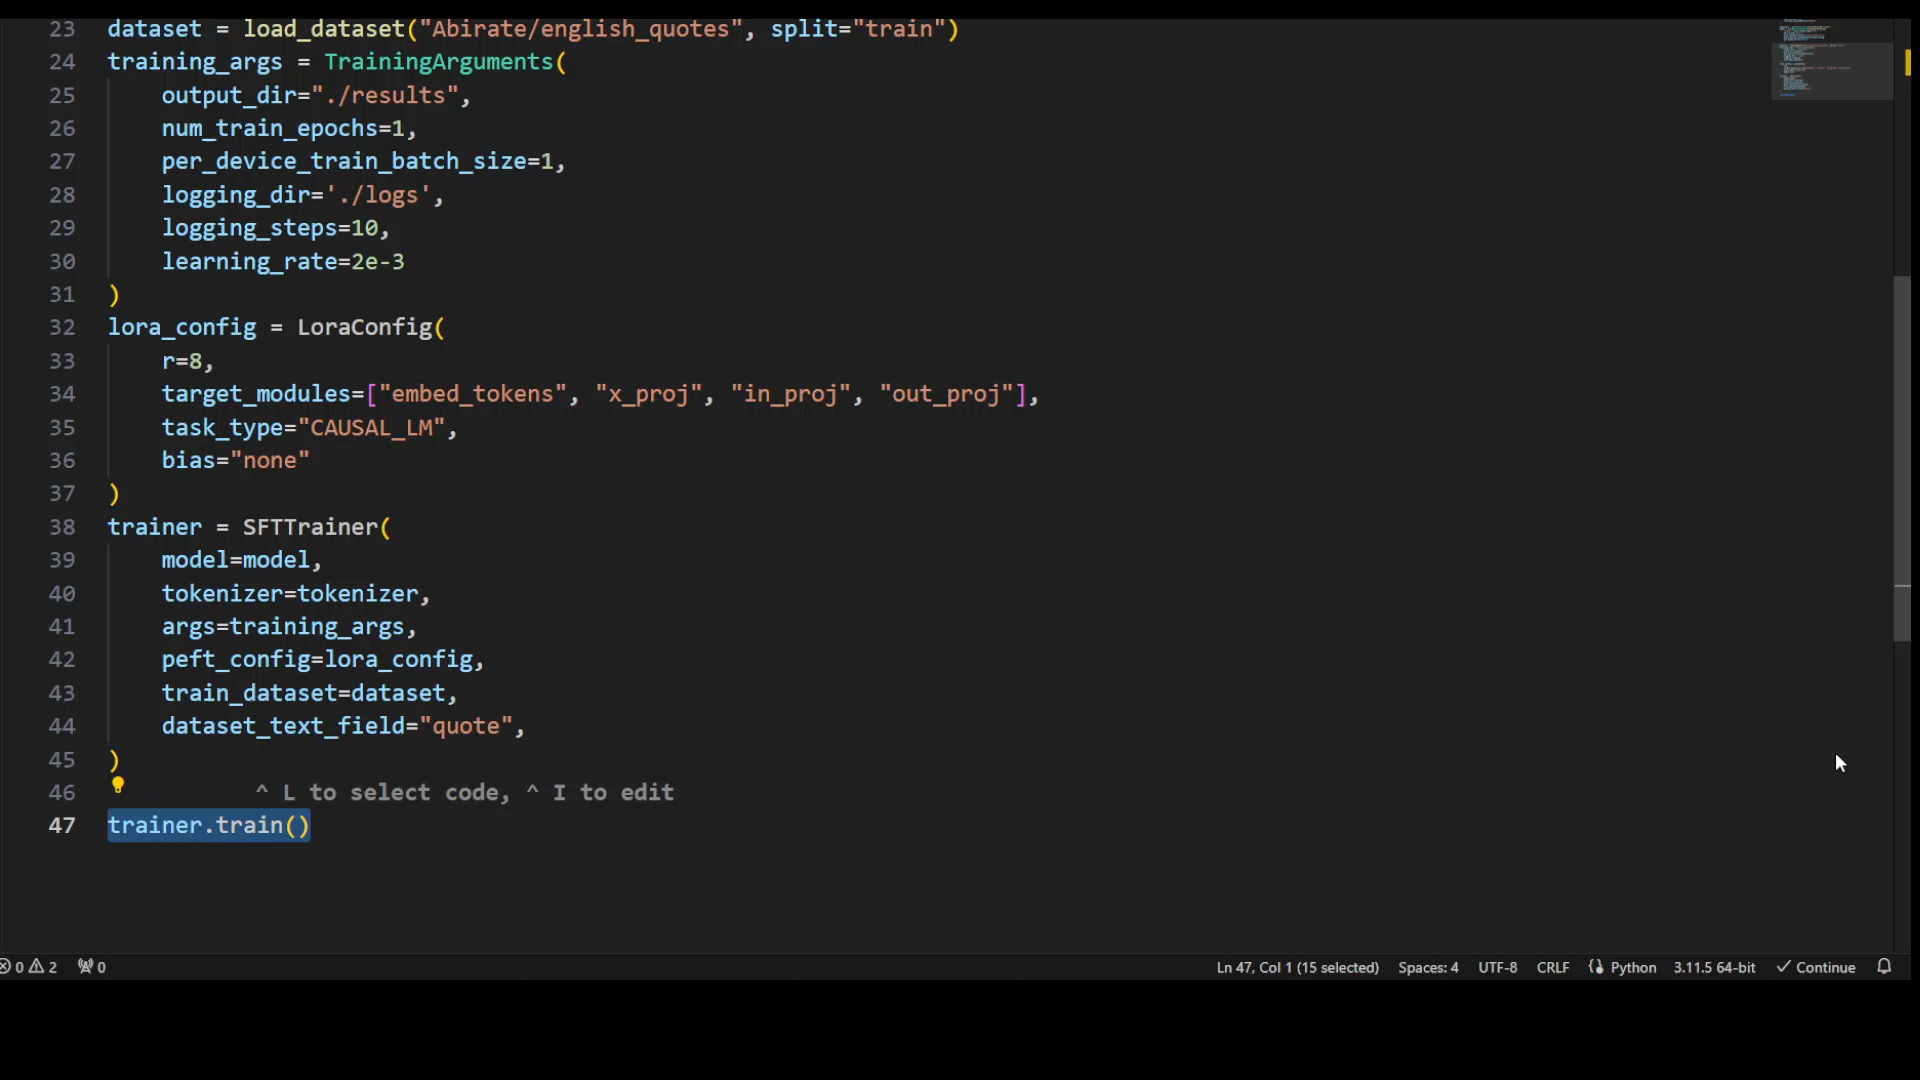 23 dataset = load_dataset("Abirate/english_quotes", split="train")
24 training_args = TrainingArguments(
25 output_dir="./results",
26 num_train_epochs=1,
27 per_device_train_batch_size=1,
28 logging_dir='./logs',
29 logging_steps=10,
30 learning_rate=2e-3
31 )
32 lora_config = LoraConfig(
33 r=8,
34 target_modules=["embed_tokens", "x_proj", "in_proj", "out_proj"],
35 task_type="CAUSAL_LM",
36 bias="none"
37 )
38 trainer = SFTTrainer(
39 model=model,
40 tokenizer=tokenizer,
41 args=training_args,
42 peft_config=lora_config,
43 train_dataset=dataset,
44 dataset_text_field="quote",
45 )
46 ^ L to select code, ^ I to edit
47 trainer.train()
0 2 0 Ln 47, Col 1 (15 selected) Spaces: 4 UTF-8 CRLF Python 3.11.5 64-bit Continue